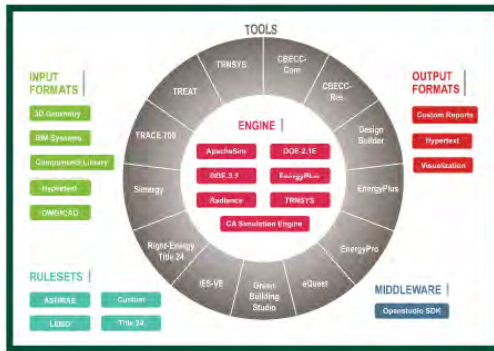 TOOLS
TRNSYS
CBECC-
Com
CBECC-
Res
Design
Builder
EnergyPlus
EnergyPro
eQuest
Green
Building
Studio
IES-VE
Right-Energy
Title 24
Simergy
TRACE 700
TREAT
INPUT
FORMATS
3D Geometry
BIM Systems
Component Library
Hypertext
DWG/CAD
ENGINE
ApacheSim
DOE-2.1E
DOE-2.2
EnergyPlus
Radiance
TRNSYS
CA Simulation Engine
OUTPUT
FORMATS
Custom Reports
Hypertext
Visualization
RULESETS
ASHRAE
Custom
LEED
Title 24
MIDDLEWARE
Openstudio SDK